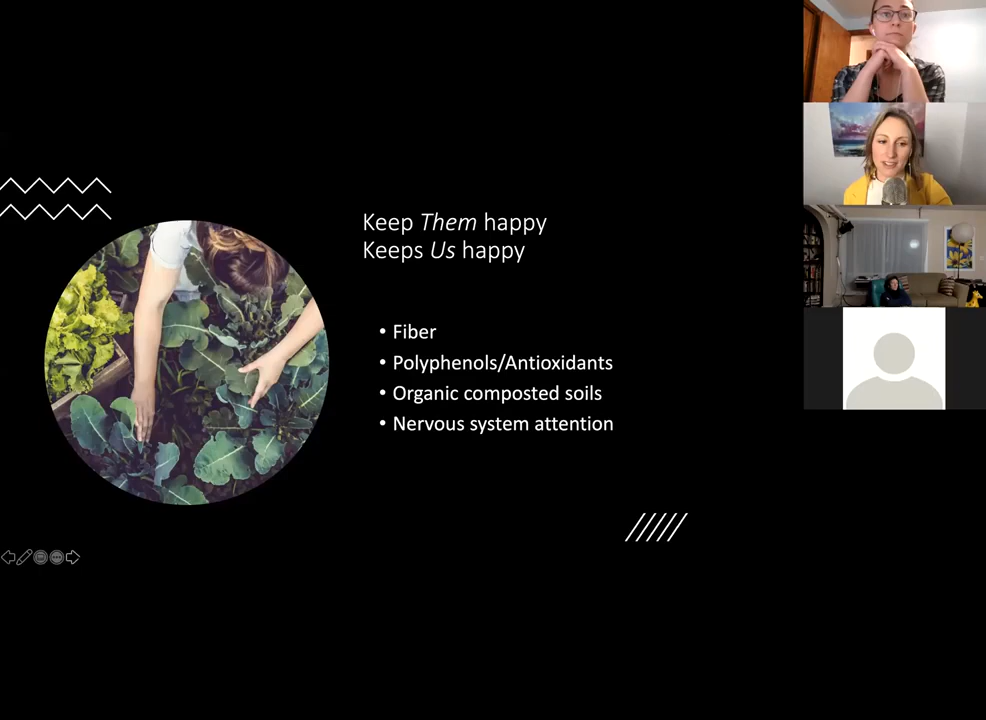 Keep Them happy
Keeps Us happy
• Fiber
• Polyphenols/Antioxidants
• Organic composted soils
• Nervous system attention